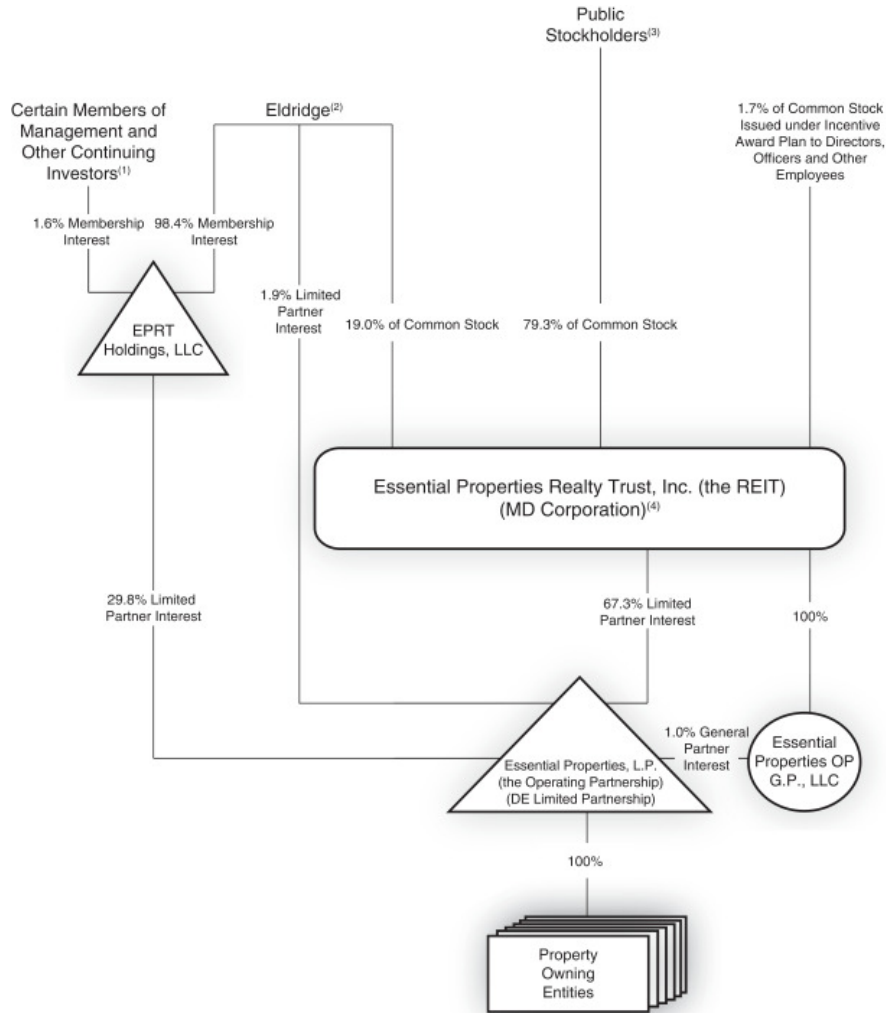 Public
Stockholders(3)
Certain Members of
Management and
Other Continuing
Investors(1)
Eldridge(2)
1.7% of Common Stock
Issued under Incentive
Award Plan to Directors,
Officers and Other
Employees
1.6% Membership
Interest
98.4% Membership
Interest
1.9% Limited
Partner
Interest
19.0% of Common Stock
79.3% of Common Stock
EPRT
Holdings, LLC
Essential Properties Realty Trust, Inc. (the REIT)
(MD Corporation)(4)
29.8% Limited
Partner Interest
67.3% Limited
Partner Interest
100%
1.0% General
Partner
Interest
Essential
Properties OP
G.P., LLC
Essential Properties, L.P.
(the Operating Partnership)
(DE Limited Partnership)
100%
Property
Owning
Entities